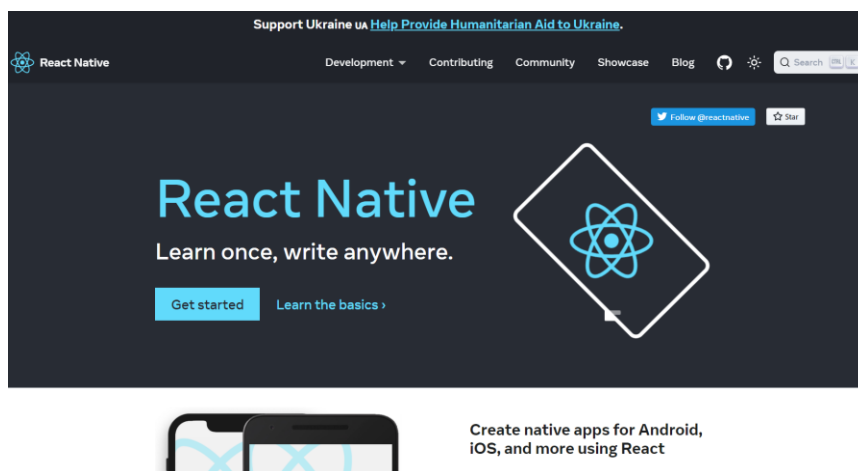 Support Ukraine UA Help Provide Humanitarian Aid to Ukraine.
React Native Development Contributing Community Showcase Blog Search
Follow @reactnative Star
React Native
Learn once, write anywhere.
Get started Learn the basics ›
Create native apps for Android,
iOS, and more using React